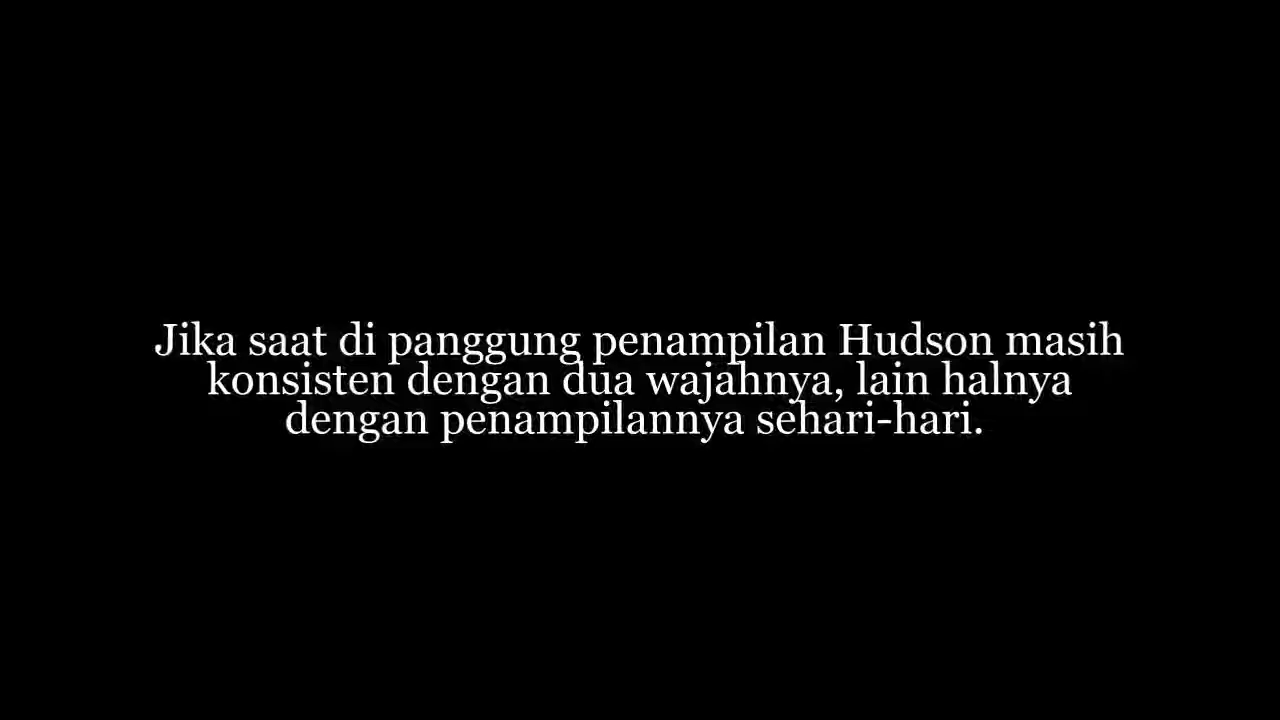 Jika saat di panggung penampilan Hudson masih
konsisten dengan dua wajahnya, lain halnya
dengan penampilannya sehari-hari.